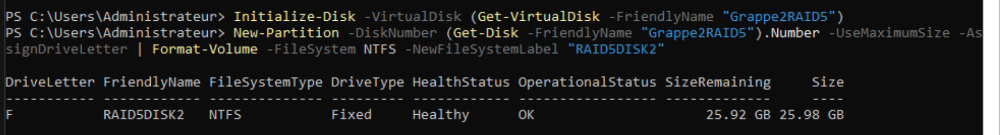 PS C:\Users\Administrateur> Initialize-Disk -VirtualDisk (Get-VirtualDisk -FriendlyName "Grappe2RAID5")
PS C:\Users\Administrateur> New-Partition -DiskNumber (Get-Disk -FriendlyName "Grappe2RAID5").Number -UseMaximumSize -As
signDriveLetter | Format-Volume -FileSystem NTFS -NewFileSystemLabel "RAID5DISK2"
DriveLetter FriendlyName FileSystemType DriveType HealthStatus OperationalStatus SizeRemaining     Size
----------- ------------ -------------- --------- ------------ ----------------- -------------     ----
F           RAID5DISK2   NTFS           Fixed     Healthy      OK                     25.92 GB 25.98 GB